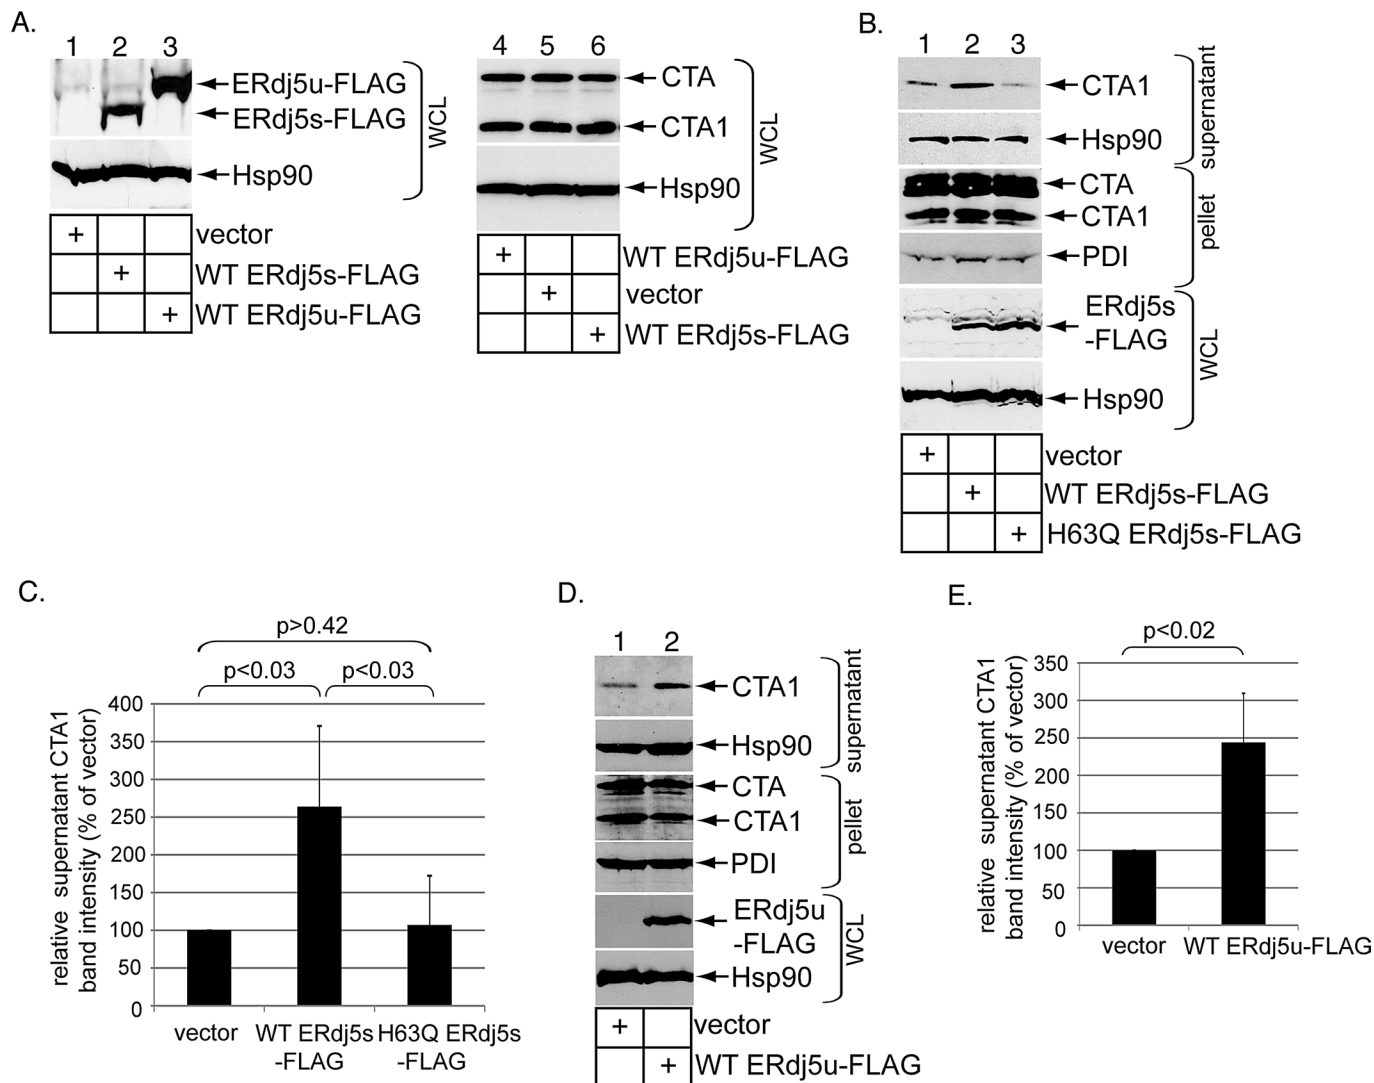 A.
1 2 3
ERdj5u-FLAG
ERdj5s-FLAG
Hsp90
WCL
+ vector
+ WT ERdj5s-FLAG
+ WT ERdj5u-FLAG
4 5 6
CTA
CTA1
Hsp90
WCL
+ WT ERdj5u-FLAG
+ vector
+ WT ERdj5s-FLAG
B.
1 2 3
CTA1
Hsp90
supernatant
CTA
CTA1
PDI
pellet
ERdj5s
-FLAG
Hsp90
WCL
+ vector
+ WT ERdj5s-FLAG
+ H63Q ERdj5s-FLAG
C.
p>0.42
p<0.03 p<0.03
relative supernatant CTA1
band intensity (% of vector)
400
350
300
250
200
150
100
50
0
vector WT ERdj5s H63Q ERdj5s
-FLAG -FLAG
D.
1 2
CTA1
Hsp90
supernatant
CTA
CTA1
PDI
pellet
ERdj5u
-FLAG
Hsp90
WCL
+ vector
+ WT ERdj5u-FLAG
E.
p<0.02
relative supernatant CTA1
band intensity (% of vector)
350
300
250
200
150
100
50
0
vector WT ERdj5u-FLAG